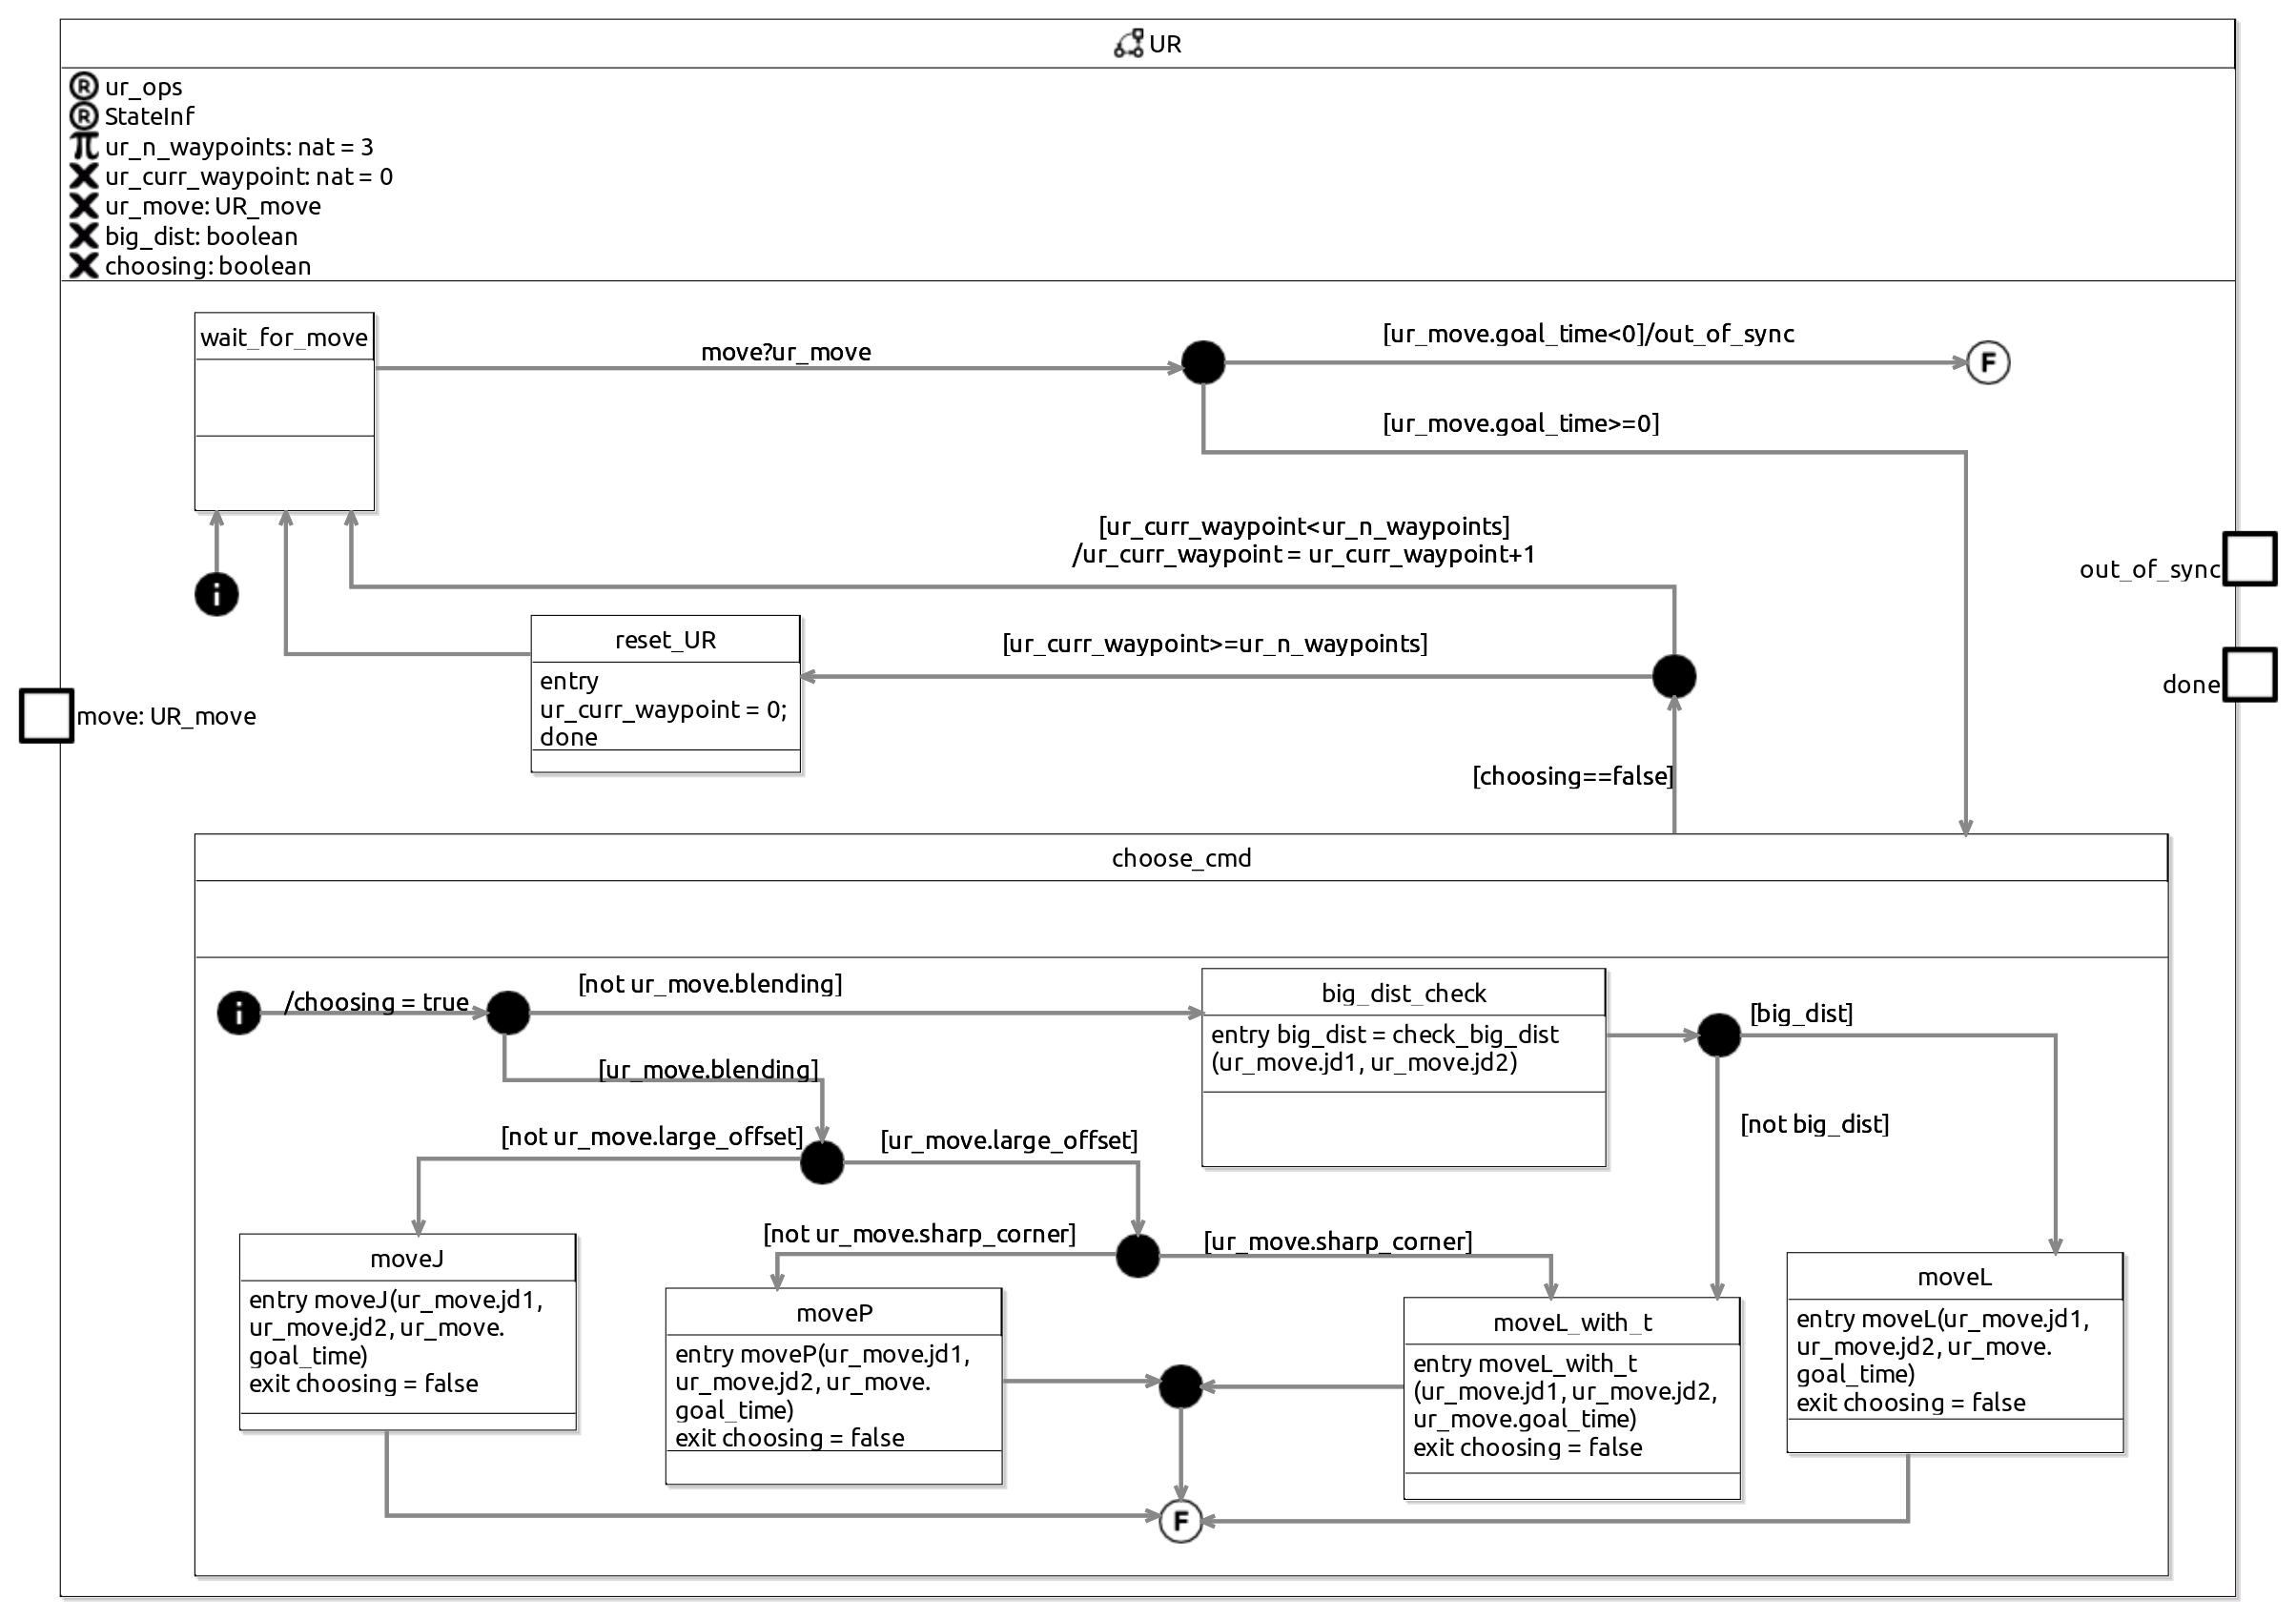 UR
R ur_ops
R StateInf
π ur_n_waypoints: nat = 3
X ur_curr_waypoint: nat = 0
X ur_move: UR_move
X big_dist: boolean
X choosing: boolean
wait_for_move
move?ur_move
[ur_move.goal_time<0]/out_of_sync
F
[ur_move.goal_time>=0]
[ur_curr_waypoint<ur_n_waypoints]
/ur_curr_waypoint = ur_curr_waypoint+1
out_of_sync
i
reset_UR
entry
ur_curr_waypoint = 0;
done
[ur_curr_waypoint>=ur_n_waypoints]
done
move: UR_move
[choosing==false]
choose_cmd
i
/choosing = true
[not ur_move.blending]
big_dist_check
entry big_dist = check_big_dist
(ur_move.jd1, ur_move.jd2)
[big_dist]
[ur_move.blending]
[not big_dist]
[not ur_move.large_offset]
[ur_move.large_offset]
[not ur_move.sharp_corner]
[ur_move.sharp_corner]
moveJ
entry moveJ(ur_move.jd1,
ur_move.jd2, ur_move.
goal_time)
exit choosing = false
moveP
entry moveP(ur_move.jd1,
ur_move.jd2, ur_move.
goal_time)
exit choosing = false
moveL_with_t
entry moveL_with_t
(ur_move.jd1, ur_move.jd2,
ur_move.goal_time)
exit choosing = false
moveL
entry moveL(ur_move.jd1,
ur_move.jd2, ur_move.
goal_time)
exit choosing = false
F